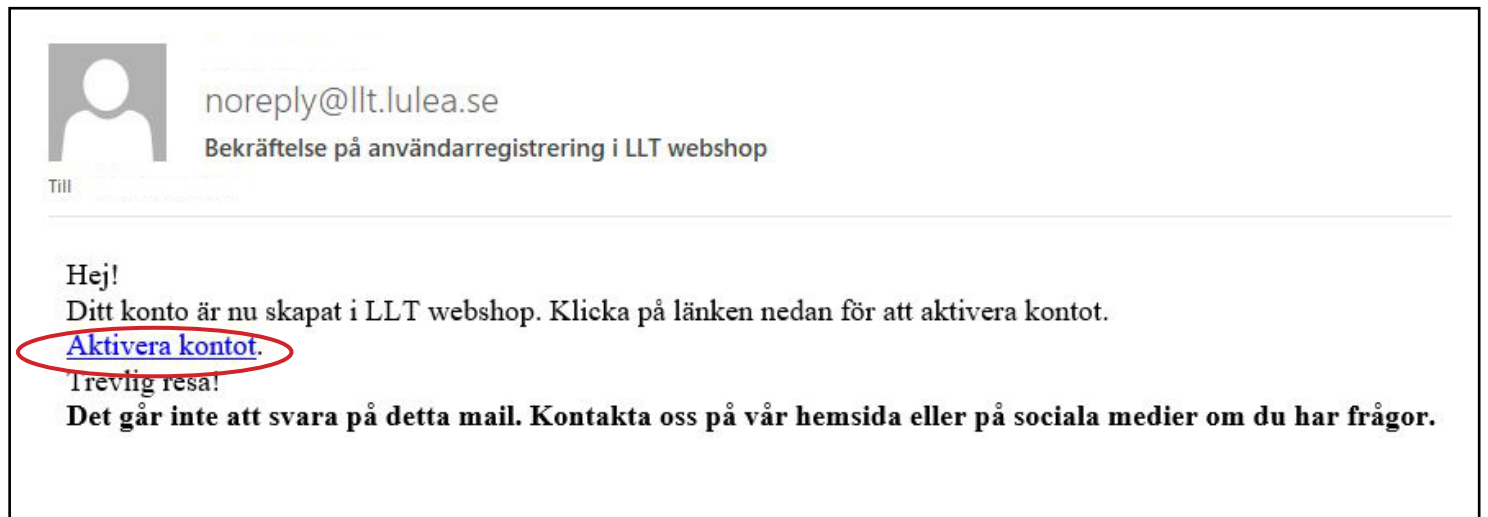 noreply@llt.lulea.se
Bekräftelse på användarregistrering i LLT webshop
Till
Hej!
Ditt konto är nu skapat i LLT webshop. Klicka på länken nedan för att aktivera kontot.
Aktivera kontot.
Trevlig resa!
Det går inte att svara på detta mail. Kontakta oss på vår hemsida eller på sociala medier om du har frågor.